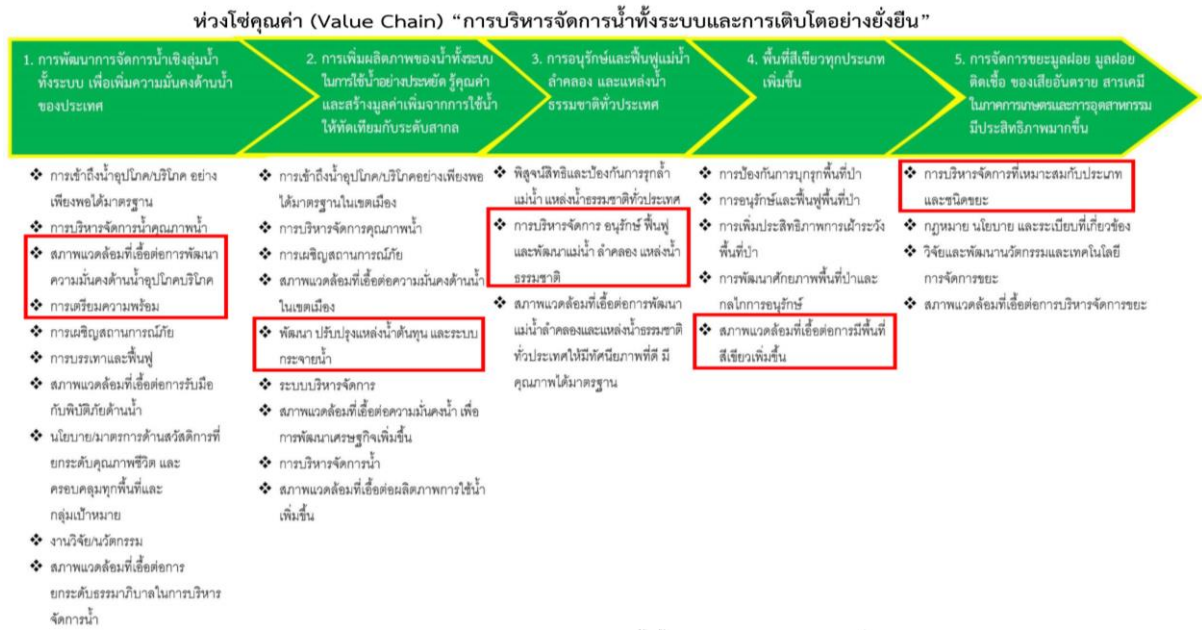 ห่วงโซ่คุณค่า (Value Chain) “การบริหารจัดการน้ำทั้งระบบและการเติบโตอย่างยั่งยืน”
1. การพัฒนาการจัดการน้ำเชิงลุ่มน้ำ
ทั้งระบบ เพื่อเพิ่มความมั่นคงด้านน้ำ
ของประเทศ
2. การเพิ่มผลิตภาพของน้ำทั้งระบบ
ในการใช้น้ำอย่างประหยัด รู้คุณค่า
และสร้างมูลค่าเพิ่มจากการใช้น้ำ
ให้ทัดเทียมกับระดับสากล
3. การอนุรักษ์และฟื้นฟูแม่น้ำ
ลำคลอง และแหล่งน้ำ
ธรรมชาติทั่วประเทศ
4. พื้นที่สีเขียวทุกประเภท
เพิ่มขึ้น
5. การจัดการขยะมูลฝอย มูลฝอย
ติดเชื้อ ของเสียอันตราย สารเคมี
ในภาคการเกษตรและการอุตสาหกรรม
มีประสิทธิภาพมากขึ้น
❖ การเข้าถึงน้ำอุปโภค/บริโภค อย่าง
เพียงพอได้มาตรฐาน
❖ การบริหารจัดการน้ำคุณภาพน้ำ
❖ สภาพแวดล้อมที่เอื้อต่อการพัฒนา
ความมั่นคงด้านน้ำอุปโภคบริโภค
❖ การเตรียมความพร้อม
❖ การเผชิญสถานการณ์ภัย
❖ การบรรเทาและฟื้นฟู
❖ สภาพแวดล้อมที่เอื้อต่อการรับมือ
กับพิบัติภัยด้านน้ำ
❖ นโยบาย/มาตรการด้านสวัสดิการที่
ยกระดับคุณภาพชีวิต และ
ครอบคลุมทุกพื้นที่และ
กลุ่มเป้าหมาย
❖ งานวิจัย/นวัตกรรม
❖ สภาพแวดล้อมที่เอื้อต่อการ
ยกระดับธรรมาภิบาลในการบริหาร
จัดการน้ำ
❖ การเข้าถึงน้ำอุปโภค/บริโภคอย่างเพียงพอ
ได้มาตรฐานในเขตเมือง
❖ การบริหารจัดการคุณภาพน้ำ
❖ การเผชิญสถานการณ์ภัย
❖ สภาพแวดล้อมที่เอื้อต่อความมั่นคงด้านน้ำ
ในเขตเมือง
❖ พัฒนา ปรับปรุงแหล่งน้ำต้นทุน และระบบ
กระจายน้ำ
❖ ระบบบริหารจัดการ
❖ สภาพแวดล้อมที่เอื้อต่อความมั่นคงน้ำ เพื่อ
การพัฒนาเศรษฐกิจเพิ่มขึ้น
❖ การบริหารจัดการน้ำ
❖ สภาพแวดล้อมที่เอื้อต่อผลิตภาพการใช้น้ำ
เพิ่มขึ้น
❖ พิสูจน์สิทธิและป้องกันการรุกล้ำ
แม่น้ำ แหล่งน้ำธรรมชาติทั่วประเทศ
❖ การบริหารจัดการ อนุรักษ์ ฟื้นฟู
และพัฒนาแม่น้ำ ลำคลอง แหล่งน้ำ
ธรรมชาติ
❖ สภาพแวดล้อมที่เอื้อต่อการพัฒนา
แม่น้ำลำคลองและแหล่งน้ำธรรมชาติ
ทั่วประเทศให้มีทัศนียภาพที่ดี มี
คุณภาพได้มาตรฐาน
❖ การป้องกันการบุกรุกพื้นที่ป่า
❖ การอนุรักษ์และฟื้นฟูพื้นที่ป่า
❖ การเพิ่มประสิทธิภาพการเฝ้าระวัง
พื้นที่ป่า
❖ การพัฒนาศักยภาพพื้นที่ป่าและ
กลไกการอนุรักษ์
❖ สภาพแวดล้อมที่เอื้อต่อการมีพื้นที่
สีเขียวเพิ่มขึ้น
❖ การบริหารจัดการที่เหมาะสมกับประเภท
และชนิดขยะ
❖ กฎหมาย นโยบาย และระเบียบที่เกี่ยวข้อง
❖ วิจัยและพัฒนานวัตกรรมและเทคโนโลยี
การจัดการขยะ
❖ สภาพแวดล้อมที่เอื้อต่อการบริหารจัดการขยะ